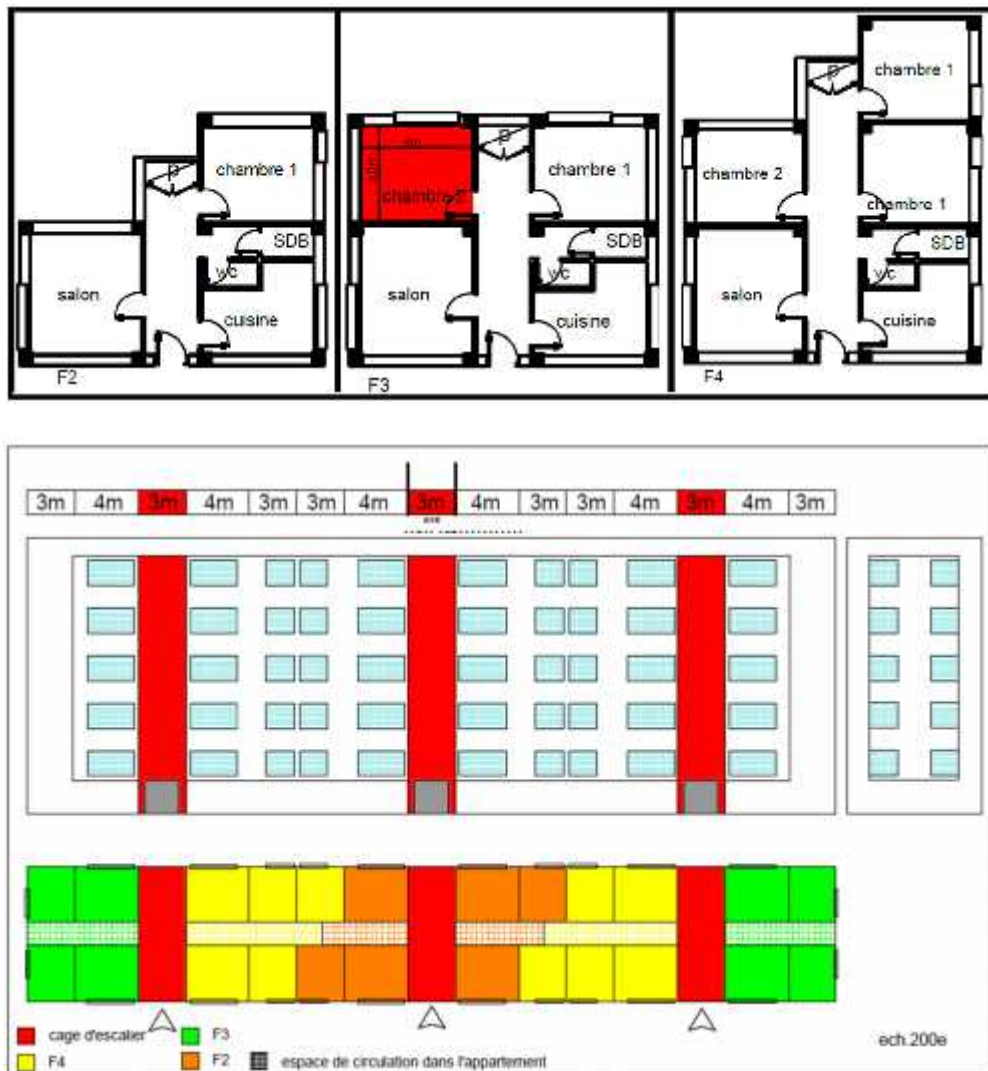 P
chambre 1
salon
SDB
wc
cuisine
F2
P
chambre 2
chambre 1
salon
SDB
wc
cuisine
F3
P
chambre 1
chambre 2
chambre 1
salon
SDB
wc
cuisine
F4
3m 4m 3m 4m 3m 3m 4m 3m 4m 3m 3m 4m 3m 4m 3m
cage d'escalier
F3
F4
F2
espace de circulation dans l'appartement
ech.200e